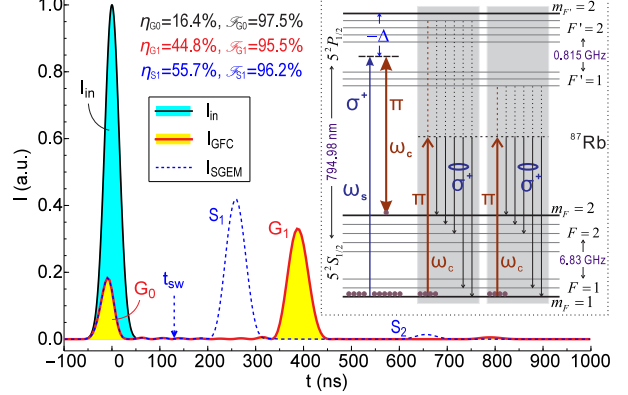 η_G0=16.4%, ℱ_G0=97.5%
η_G1=44.8%, ℱ_G1=95.5%
η_S1=55.7%, ℱ_S1=96.2%
I_in
I_in
I_GFC
I_SGEM
G_0
t_sw
S_1
G_1
S_2
1.0
0.8
0.6
0.4
0.2
0.0
I (a.u.)
−100 0 100 200 300 400 500 600 700 800 900 1000
t (ns)
m_F'=2
F'=2
0.815 GHz
F'=1
5²P_1/2
−Δ
σ⁺
π
ω_c
ω_s
794.98 nm
⁸⁷Rb
π
σ⁺
π
σ⁺
ω_c
ω_c
m_F=2
F=2
6.83 GHz
F=1
m_F=1
5²S_1/2